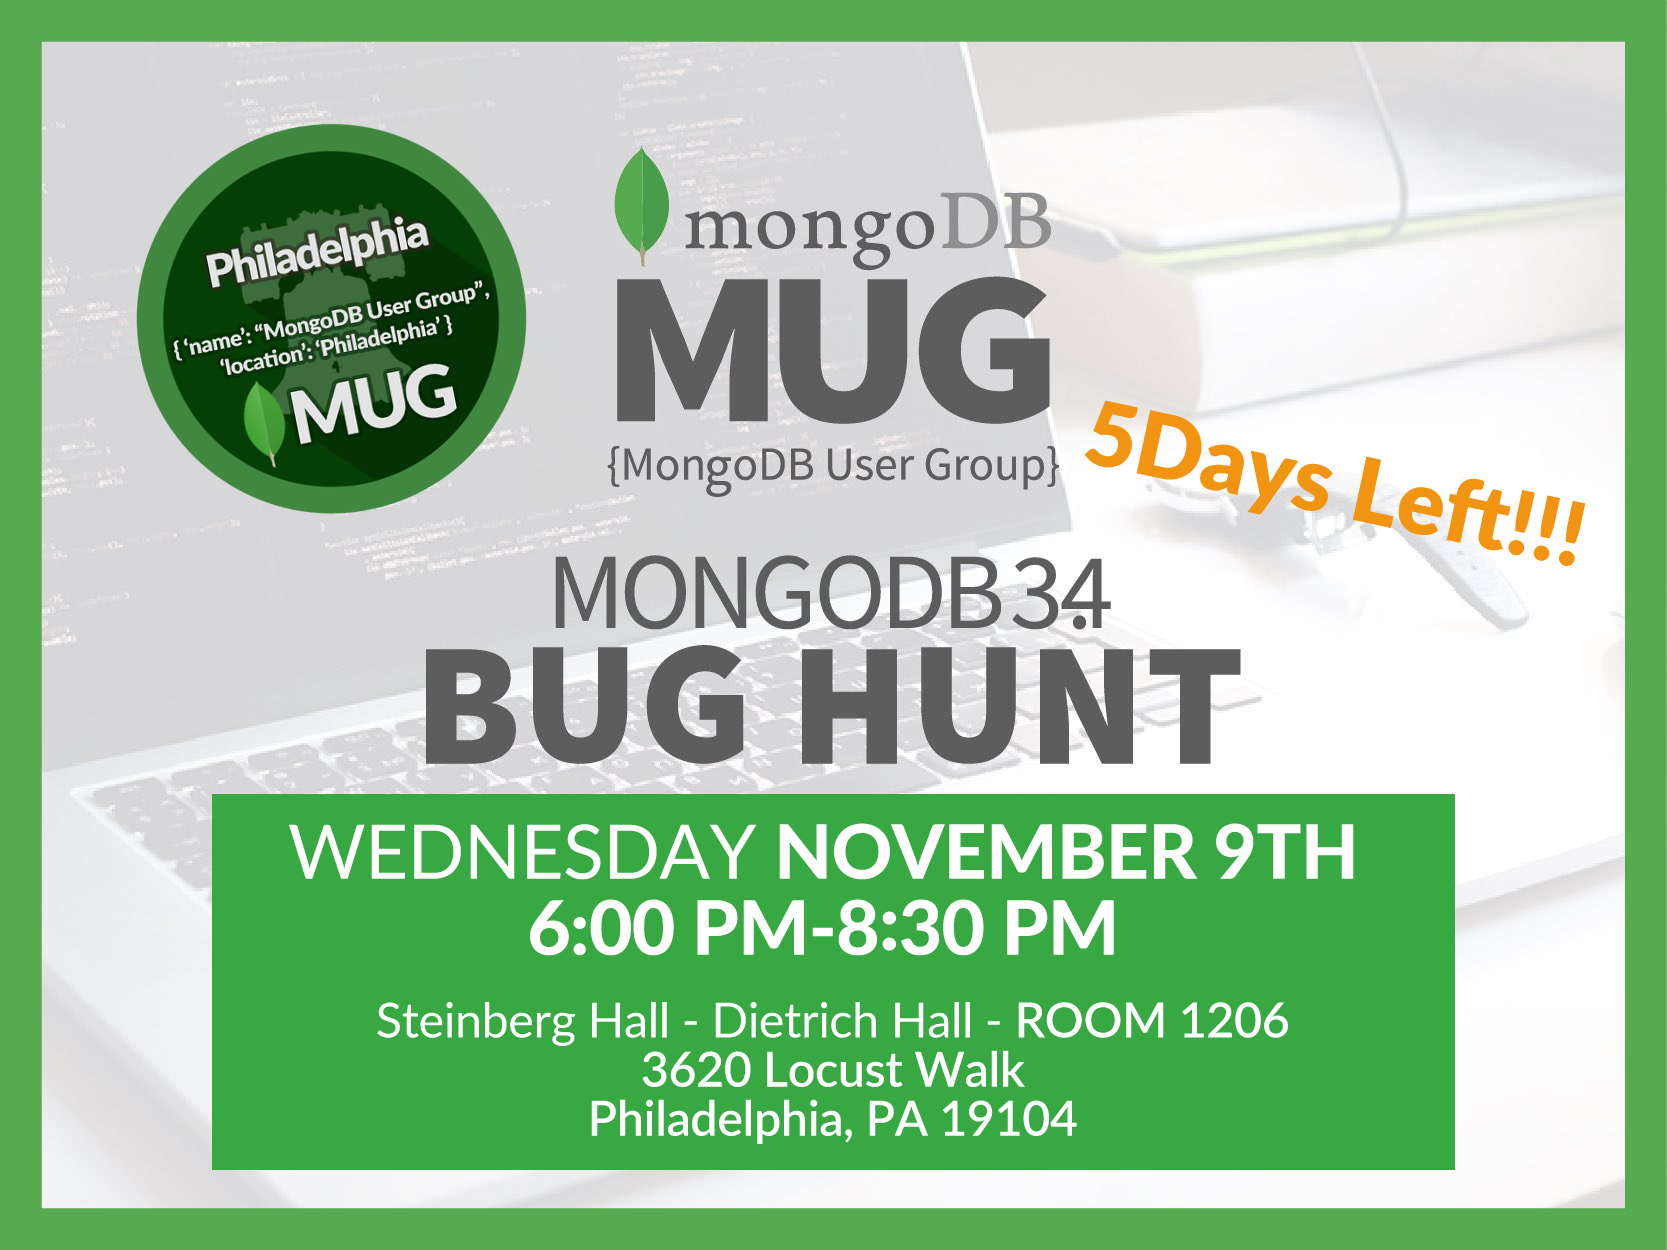 Philadelphia
{ ‘name’: “MongoDB User Group”,
‘location’: ‘Philadelphia’ }
MUG
mongoDB
MUG
{MongoDB User Group}
5Days Left!!!
MONGODB 3.4
BUG HUNT
WEDNESDAY NOVEMBER 9TH
6:00 PM-8:30 PM
Steinberg Hall - Dietrich Hall - ROOM 1206
3620 Locust Walk
Philadelphia, PA 19104